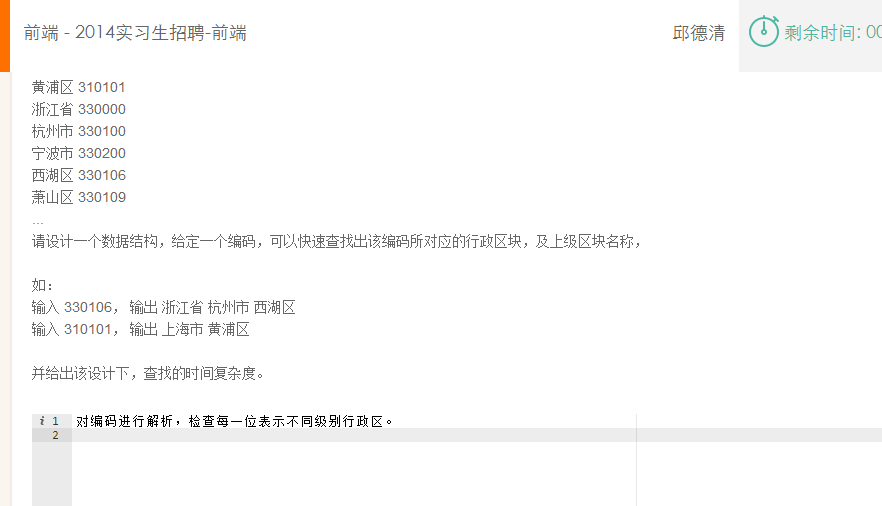 前端 - 2014实习生招聘-前端
邱德清
剩余时间: 00
黄浦区 310101
浙江省 330000
杭州市 330100
宁波市 330200
西湖区 330106
萧山区 330109
...
请设计一个数据结构，给定一个编码，可以快速查找出该编码所对应的行政区块，及上级区块名称，
如：
输入 330106， 输出 浙江省 杭州市 西湖区
输入 310101， 输出 上海市 黄浦区
并给出该设计下，查找的时间复杂度。
i 1 对编码进行解析，检查每一位表示不同级别行政区。
2